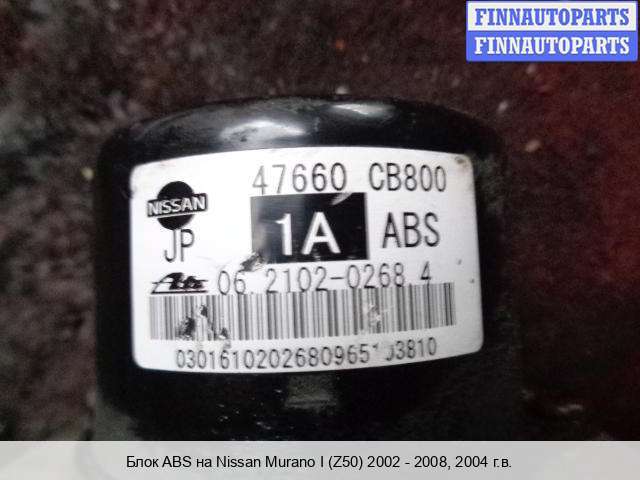 FINNAUTOPARTS
FINNAUTOPARTS
47660 CB800
NISSAN
JP 1A ABS
Ate 06.2102-0268.4
Блок ABS на Nissan Murano I (Z50) 2002 - 2008, 2004 г.в.